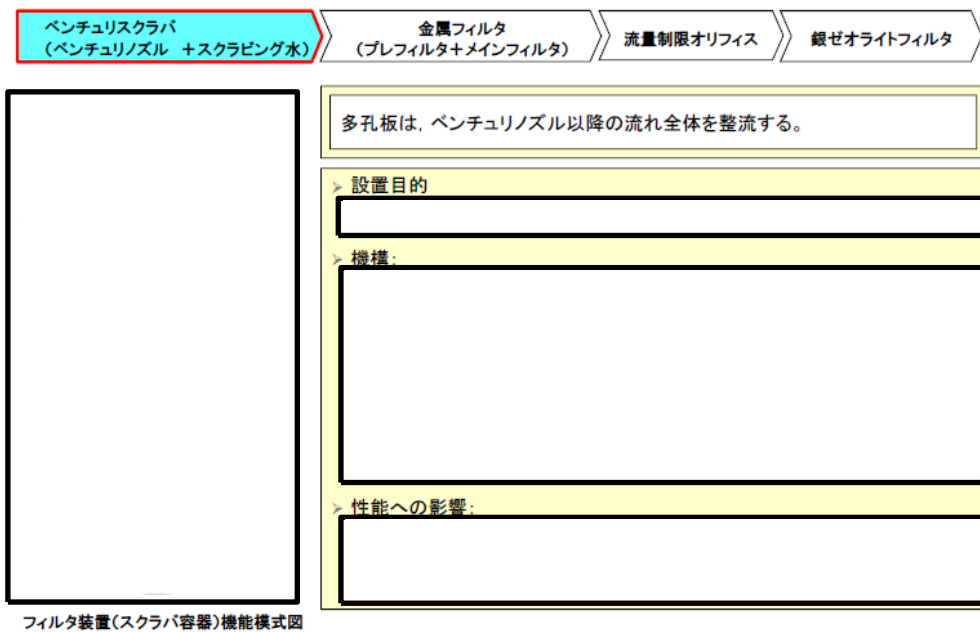 ベンチュリスクラバ
(ベンチュリノズル ＋スクラビング水)
金属フィルタ
(プレフィルタ＋メインフィルタ)
流量制限オリフィス
銀ゼオライトフィルタ
多孔板は，ベンチュリノズル以降の流れ全体を整流する。
➢ 設置目的
➢ 機構：
➢ 性能への影響：
フィルタ装置(スクラバ容器)機能模式図